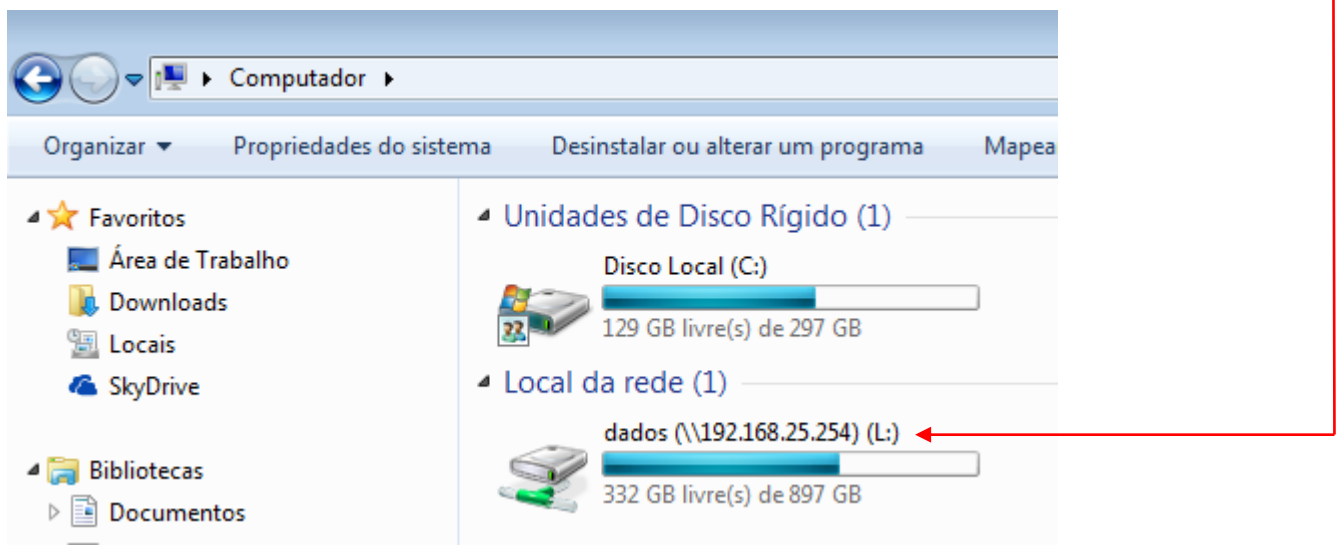 Computador
Organizar Propriedades do sistema Desinstalar ou alterar um programa Mapea
Favoritos
Área de Trabalho
Downloads
Locais
SkyDrive
Bibliotecas
Documentos
Unidades de Disco Rígido (1)
Disco Local (C:)
129 GB livre(s) de 297 GB
Local da rede (1)
dados (\\192.168.25.254) (L:)
332 GB livre(s) de 897 GB